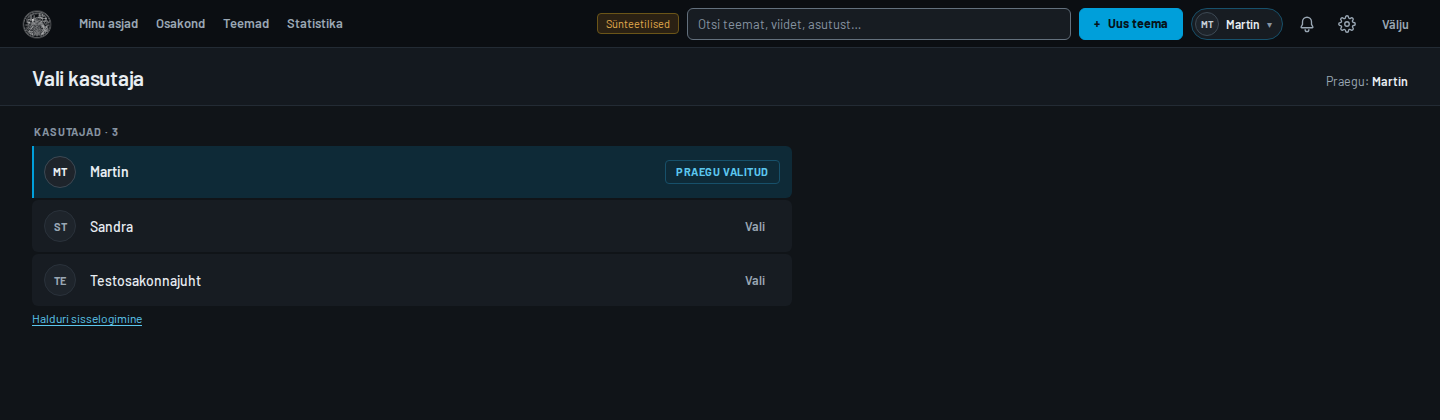 Minu asjad Osakond Teemad Statistika Sünteetilised Otsi teemat, viidet, asutust... + Uus teema MT Martin ▾ Välju
Vali kasutaja Praegu: Martin
KASUTAJAD · 3
MT Martin PRAEGU VALITUD
ST Sandra Vali
TE Testosakonnajuht Vali
Halduri sisselogimine